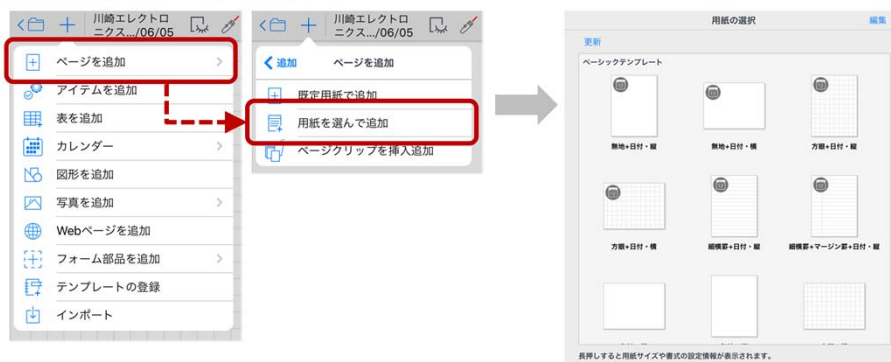 川崎エレクトロ
ニクス.../06/05
ページを追加
アイテムを追加
表を追加
カレンダー
図形を追加
写真を追加
Webページを追加
フォーム部品を追加
テンプレートの登録
インポート
川崎エレクトロ
ニクス.../06/05
追加
ページを追加
既定用紙で追加
用紙を選んで追加
ページクリップを挿入追加
用紙の選択
編集
更新
ベーシックテンプレート
無地+日付・縦
無地+日付・横
方眼+日付・縦
方眼+日付・横
細横罫+日付・縦
細横罫+マージン罫+日付・縦
長押しすると用紙サイズや書式の設定情報が表示されます。